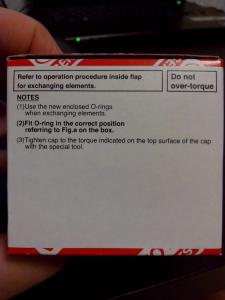 Refer to operation procedure inside flap
for exchanging elements.
Do not
over-torque
NOTES
(1)Use the new enclosed O-rings
when exchanging elements.
(2)Fit O-ring in the correct position
referring to Fig.a on the box.
(3)Tighten cap to the torque indicated on the top surface of the cap
with the special tool.